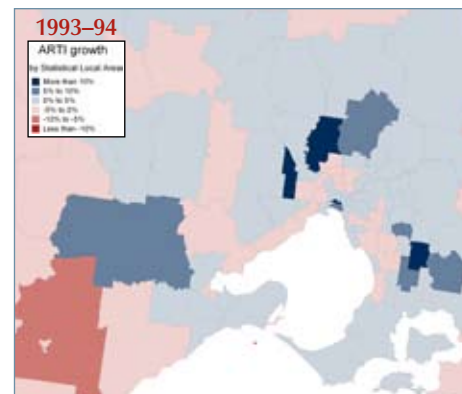 1993–94
ARTI growth
by Statistical Local Areas
More than 10%
5% to 10%
0% to 5%
-5% to 0%
-10% to -5%
Less than -10%